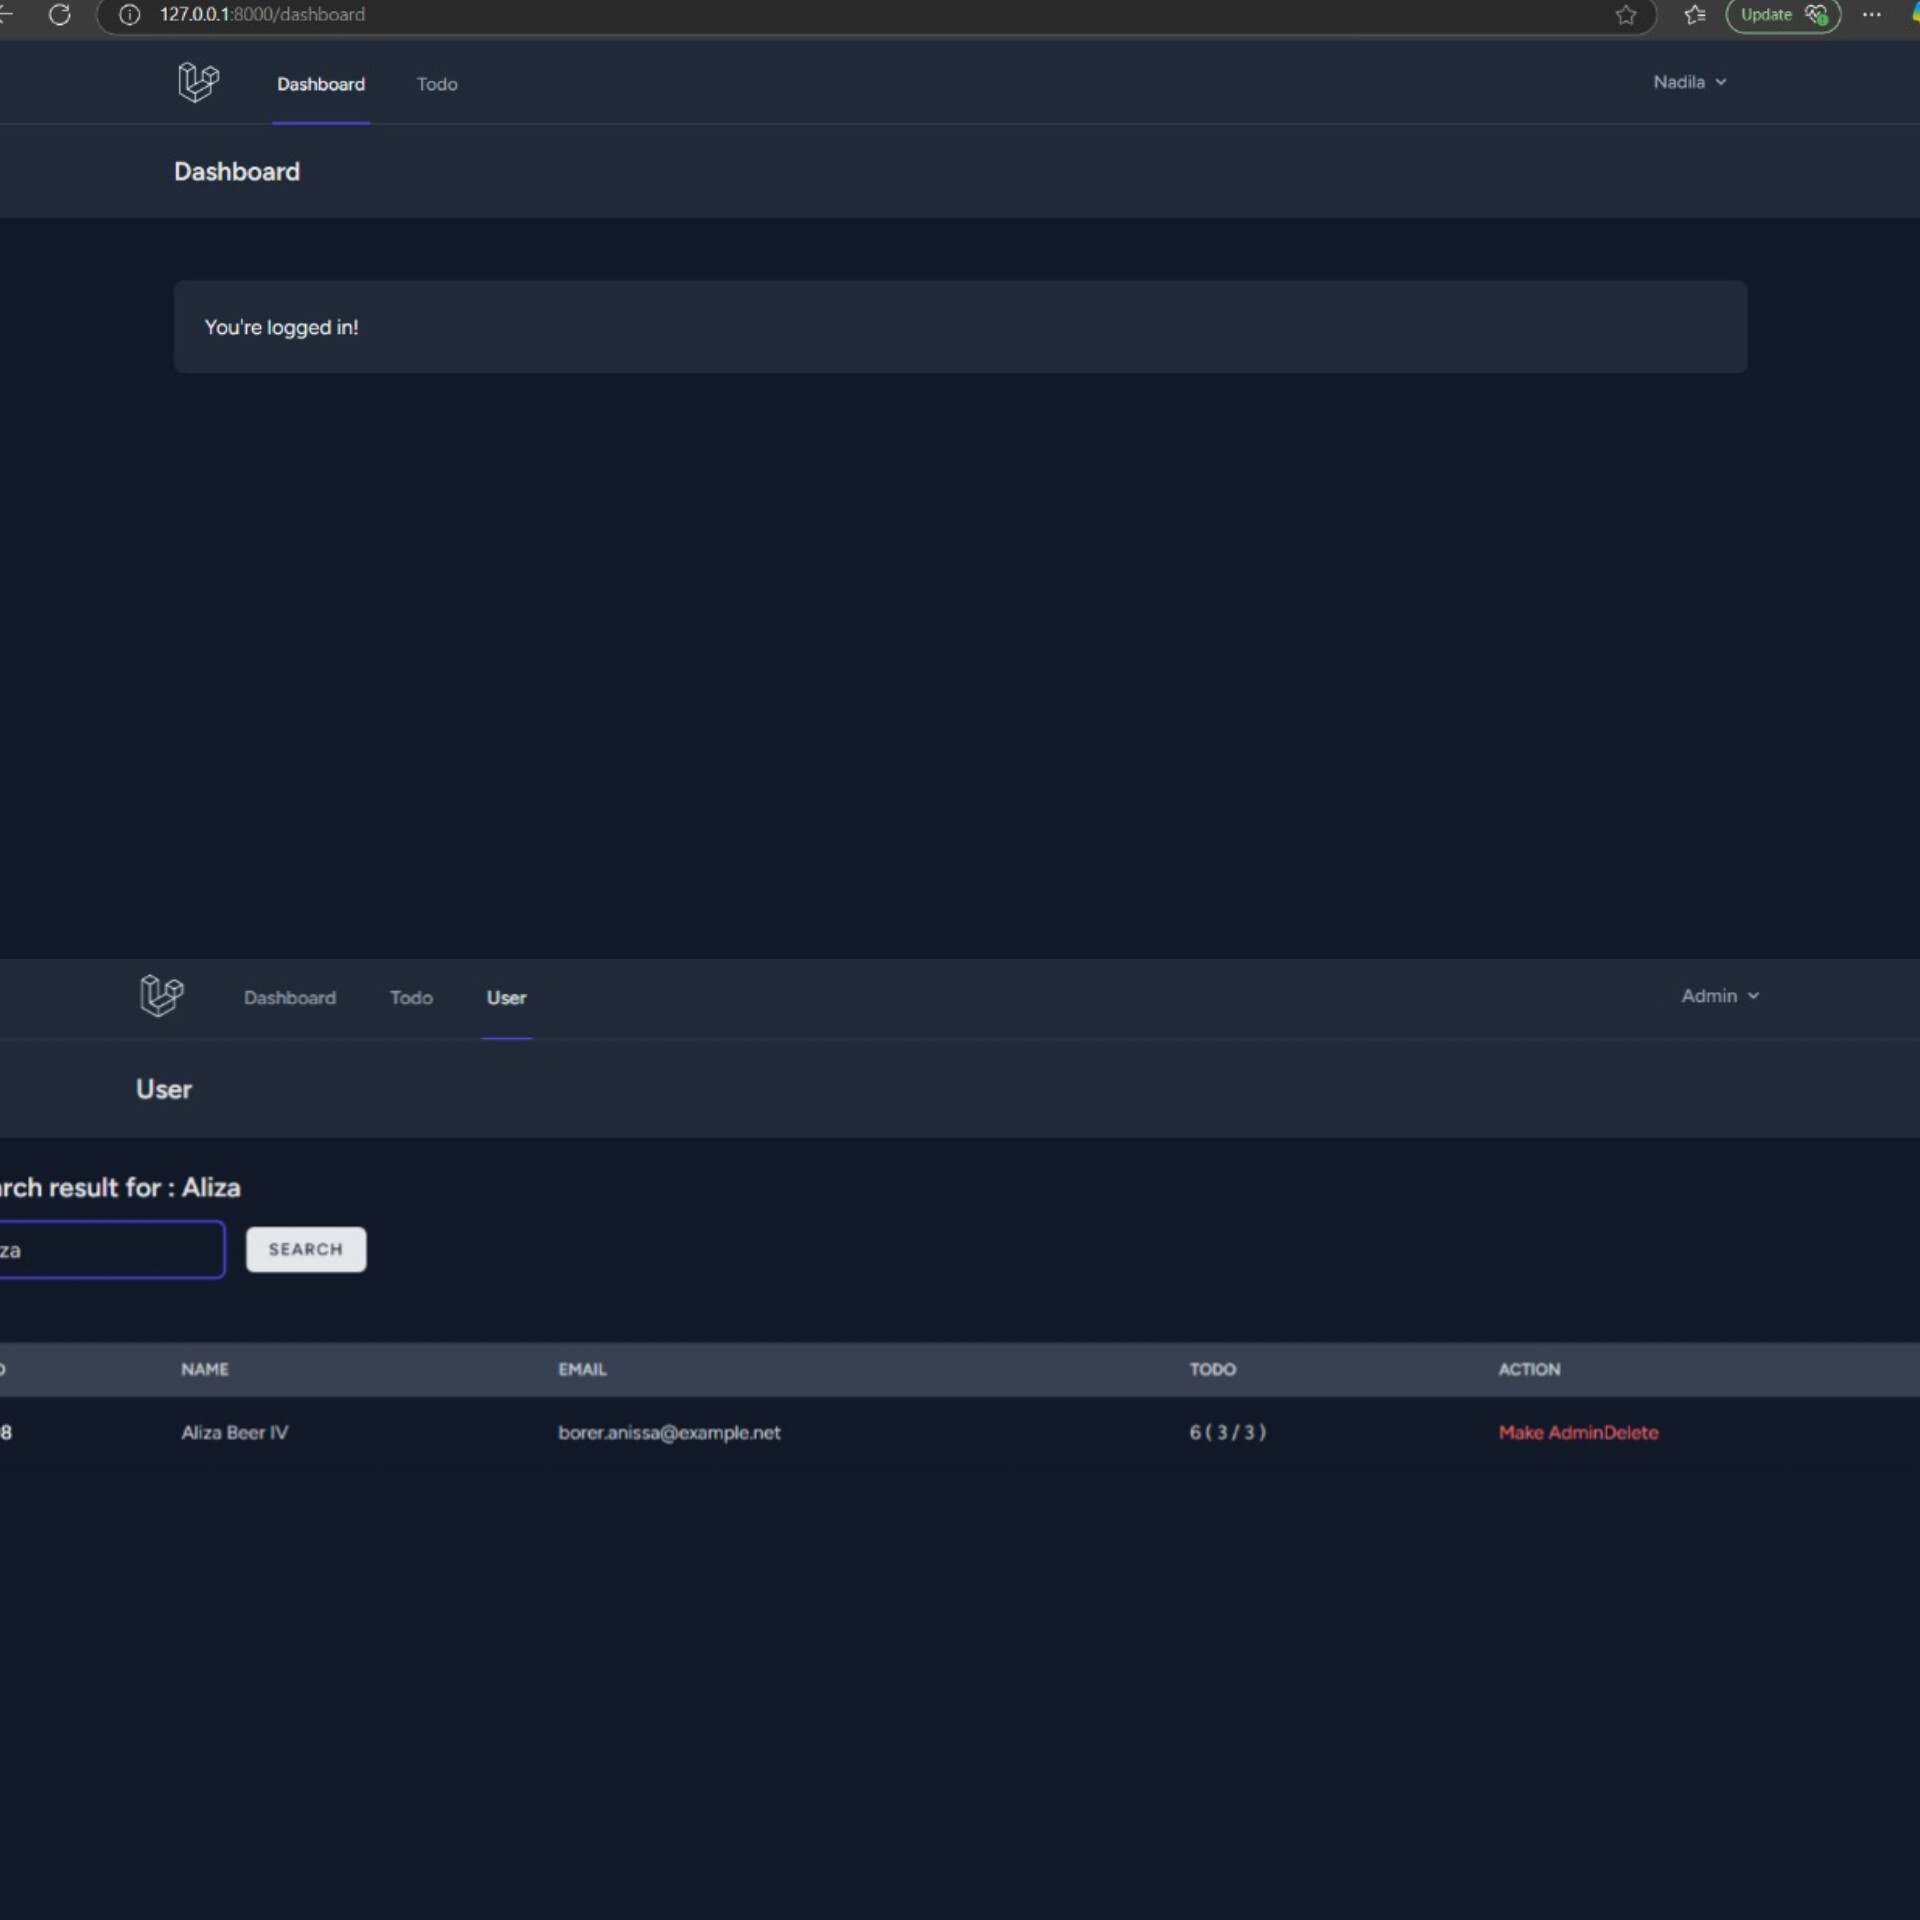 127.0.0.1:8000/dashboard
Update
Dashboard Todo Nadila
Dashboard
You're logged in!
Dashboard Todo User Admin
User
rch result for : Aliza
za SEARCH
NAME EMAIL TODO ACTION
8 Aliza Beer IV borer.anissa@example.net 6 ( 3 / 3 ) Make AdminDelete